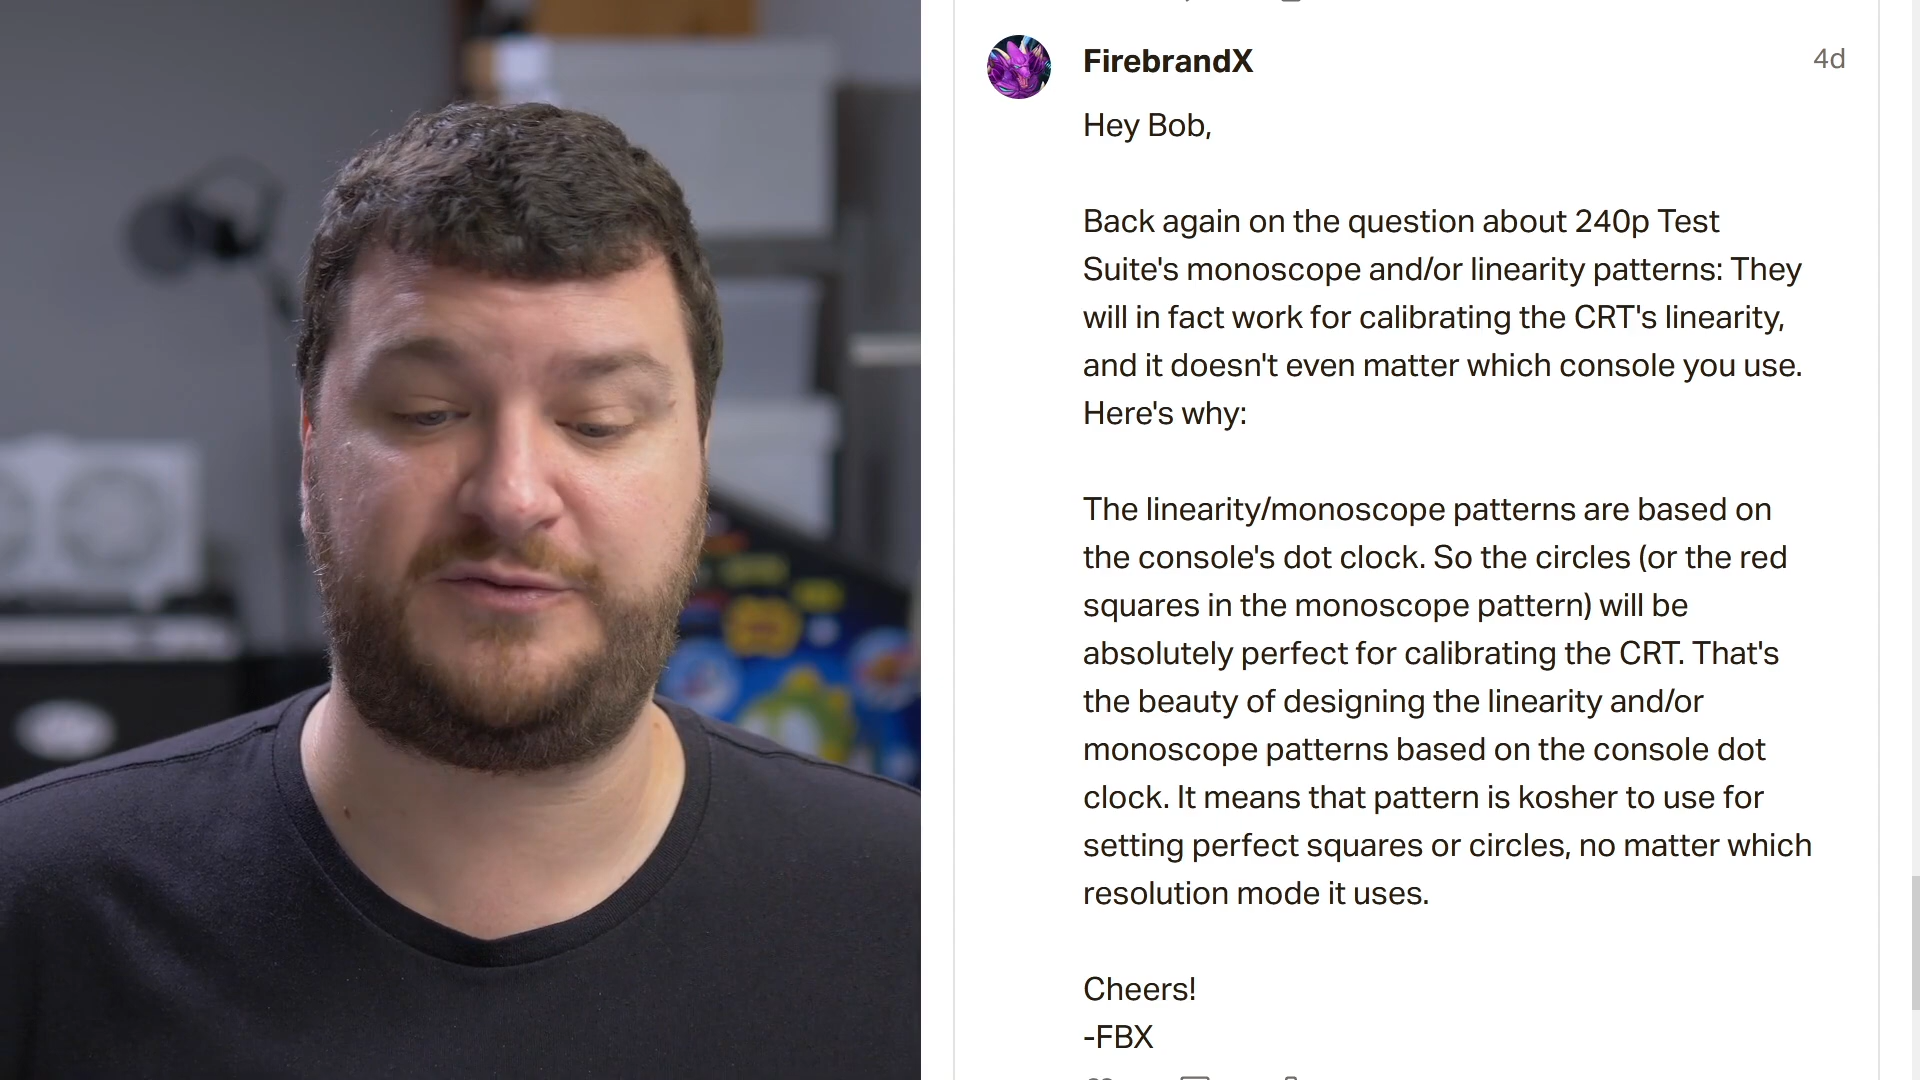 FirebrandX
4d
Hey Bob,
Back again on the question about 240p Test
Suite's monoscope and/or linearity patterns: They
will in fact work for calibrating the CRT's linearity,
and it doesn't even matter which console you use.
Here's why:
The linearity/monoscope patterns are based on
the console's dot clock. So the circles (or the red
squares in the monoscope pattern) will be
absolutely perfect for calibrating the CRT. That's
the beauty of designing the linearity and/or
monoscope patterns based on the console dot
clock. It means that pattern is kosher to use for
setting perfect squares or circles, no matter which
resolution mode it uses.
Cheers!
-FBX